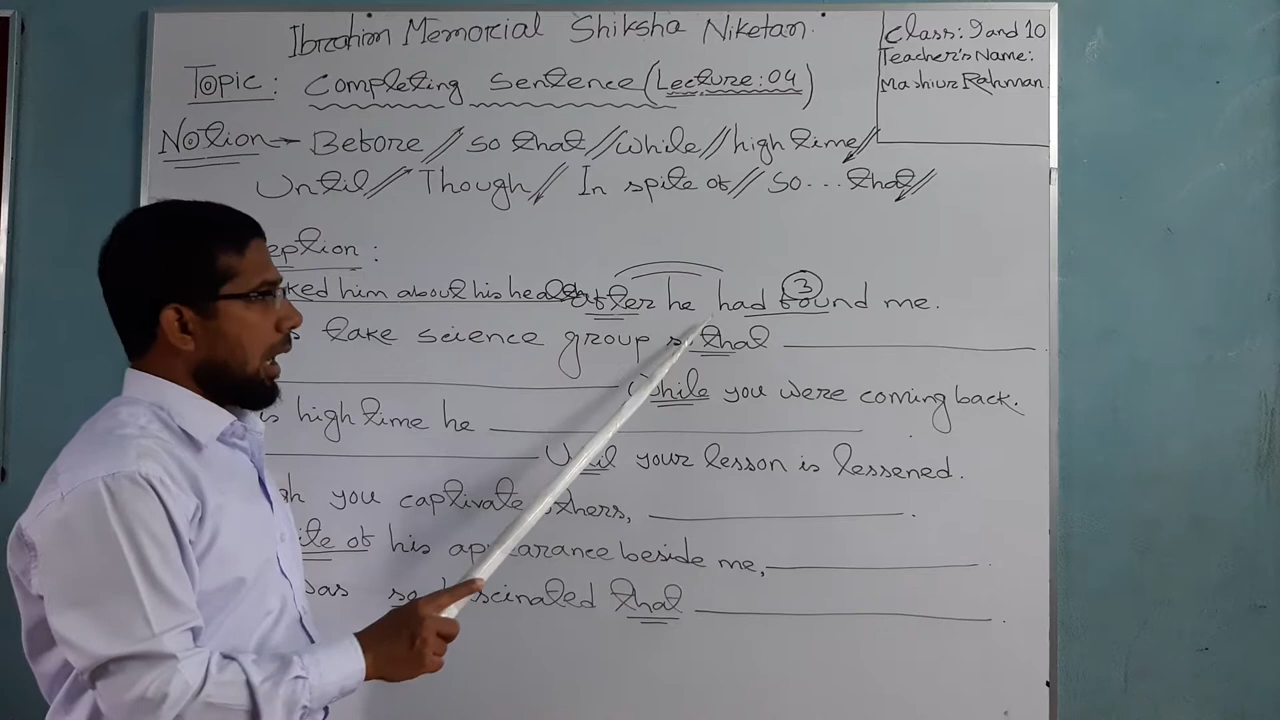 Ibrahim Memorial Shiksha Niketan.
Class: 9 and 10
Teacher's Name:
Mashiur Rahman
Topic: Completing Sentence (Lecture: 04)
Notion → Before // so that // While // high time //
Until // Though // In spite of // So... that //
eption:
ked him about his health after he had found me.
3
take science group so that
While you were coming back.
is high time he
Until your lesson is lessened.
gh you captivate others,
ite of his appearance beside me,
was so fascinated that